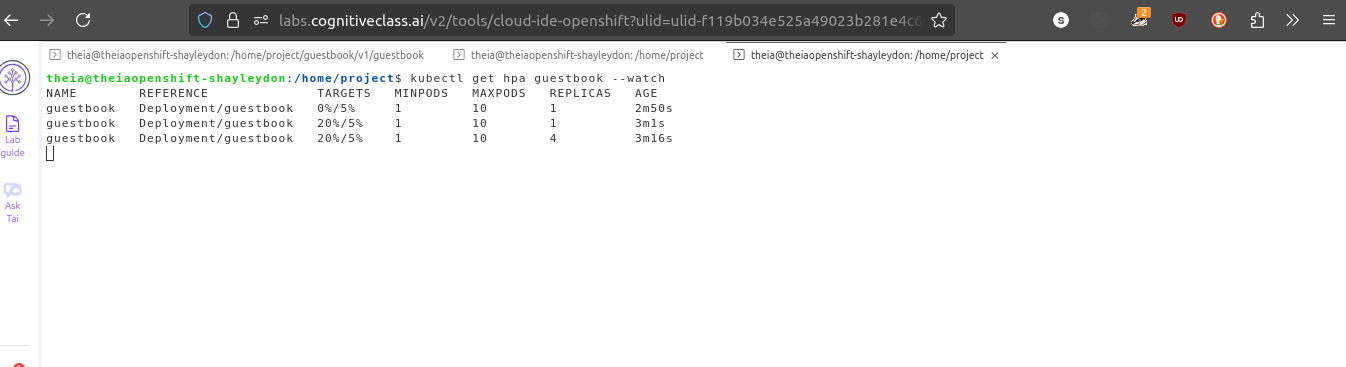 labs.cognitiveclass.ai/v2/tools/cloud-ide-openshift?ulid=ulid-f119b034e525a49023b281e4c6
S
2
theia@theiaopenshift-shayleydon: /home/project/guestbook/v1/guestbook
theia@theiaopenshift-shayleydon: /home/project
theia@theiaopenshift-shayleydon: /home/project
theia@theiaopenshift-shayleydon:/home/project$ kubectl get hpa guestbook --watch
NAME REFERENCE TARGETS MINPODS MAXPODS REPLICAS AGE
guestbook Deployment/guestbook 0%/5% 1 10 1 2m50s
guestbook Deployment/guestbook 20%/5% 1 10 1 3m1s
guestbook Deployment/guestbook 20%/5% 1 10 4 3m16s
Lab
guide
Ask
Tai